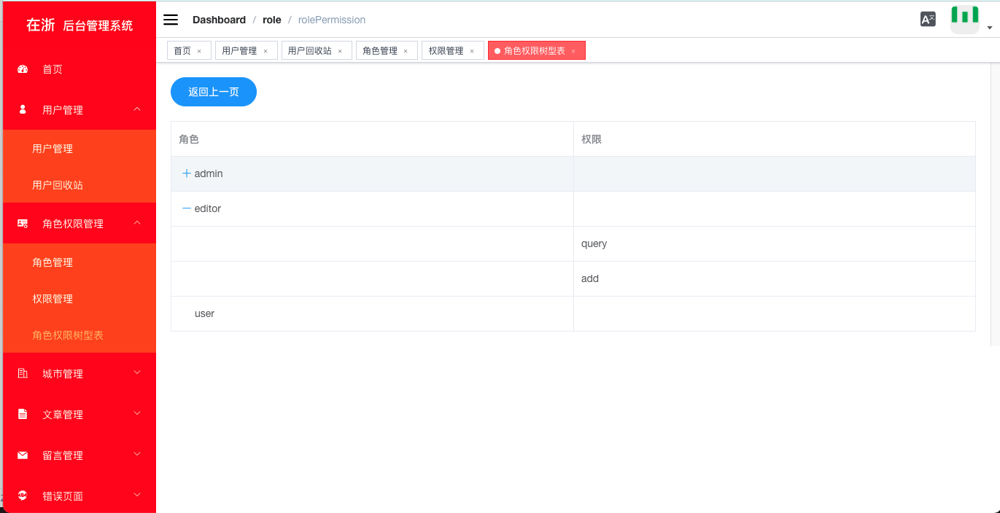 在浙 后台管理系统
首页
用户管理
用户管理
用户回收站
角色权限管理
角色管理
权限管理
角色权限树型表
城市管理
文章管理
留言管理
错误页面
Dashboard / role / rolePermission
首页 × 用户管理 × 用户回收站 × 角色管理 × 权限管理 × 角色权限树型表 ×
返回上一页
角色 权限
admin
editor
query
add
user